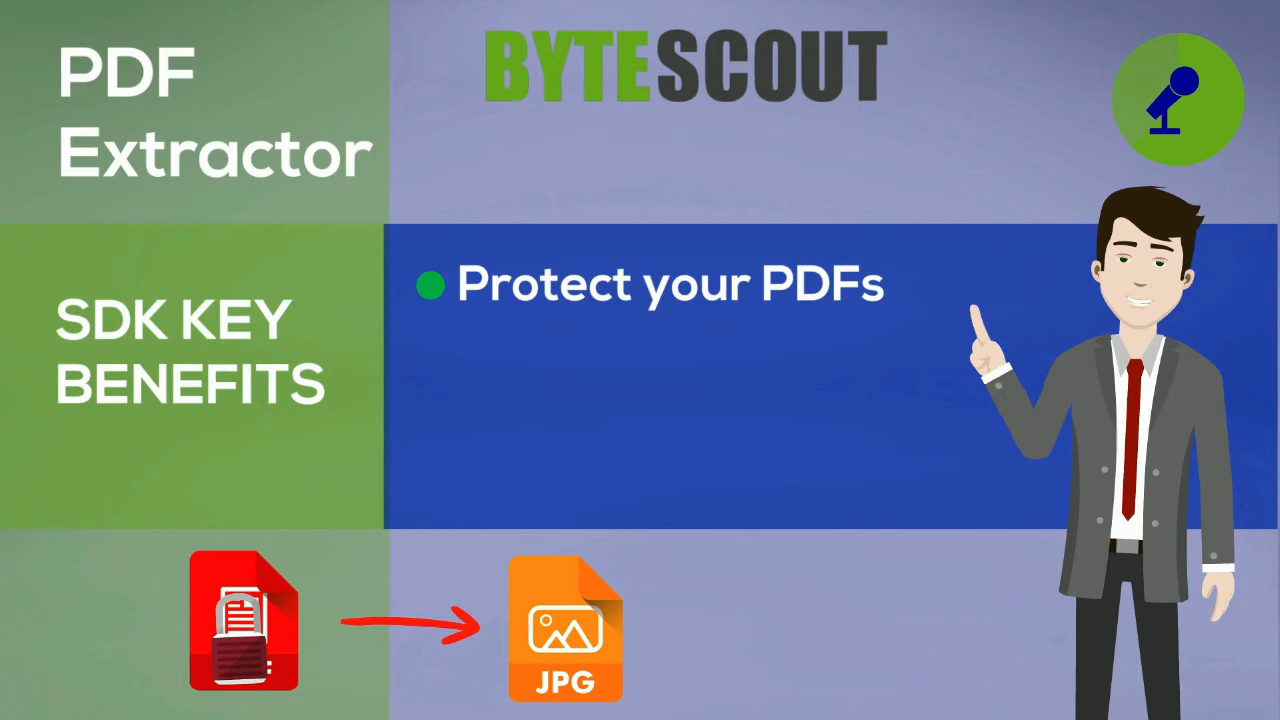 PDF
Extractor
BYTESCOUT
SDK KEY
BENEFITS
Protect your PDFs
JPG